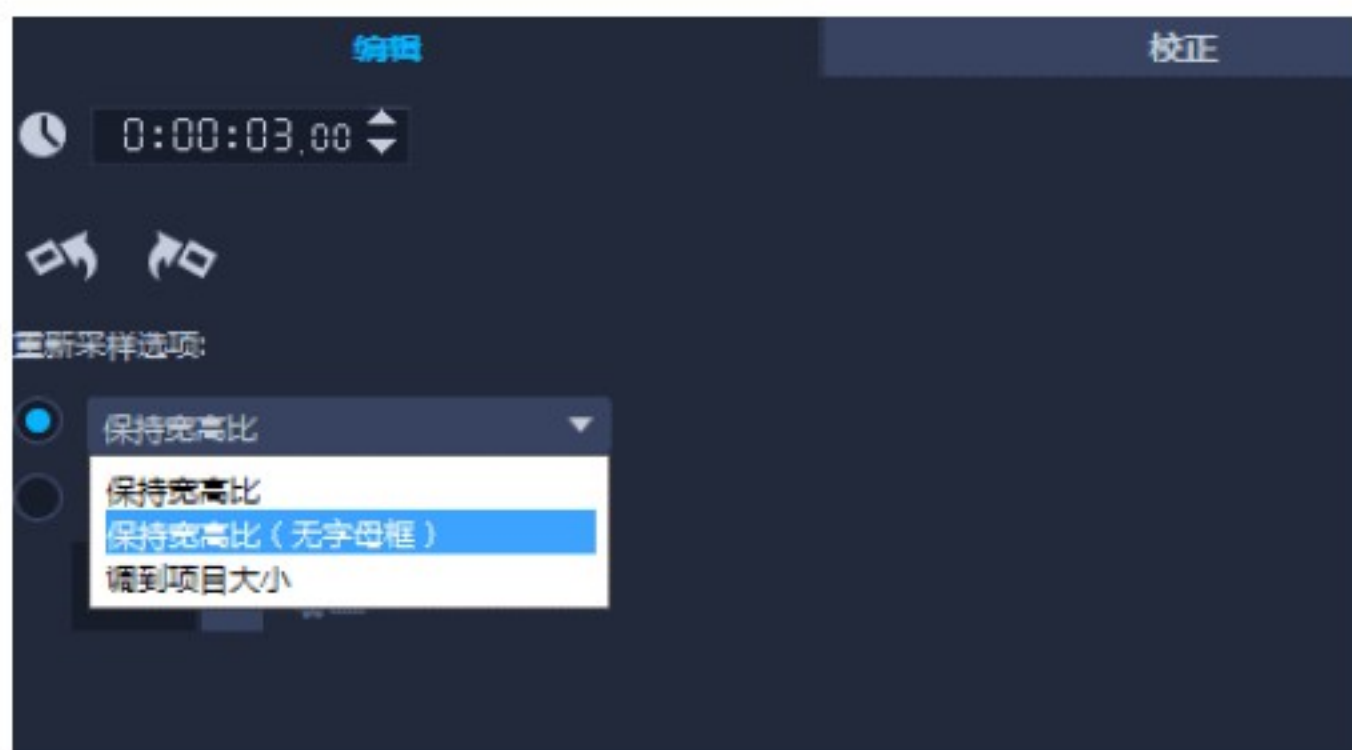 编辑
校正
0:00:03.00
重新采样选项:
保持宽高比
保持宽高比
保持宽高比（无字母框）
调到项目大小